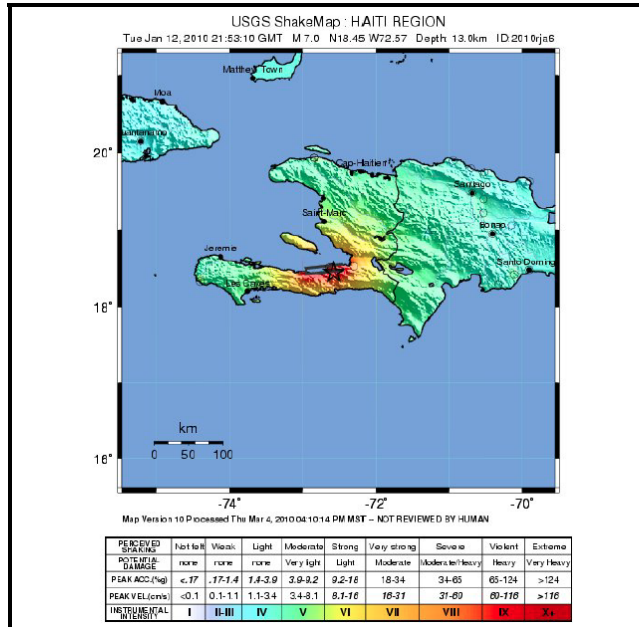 USGS ShakeMap : HAITI REGION
Tue Jan 12, 2010 21:53:10 GMT M 7.0 N18.45 W72.57 Depth: 13.0km ID:2010rja6
Matthew Town
Moa
20°
Cap-Haitien
Santiago
Saint-Marc
Bonao
Jeremie
Santo Doming
18°
Les Cayes
km
0 50 100
16°
-74° -72° -70°
Map Version 10 Processed Thu Mar 4, 2010 04:10:14 PM MST -- NOT REVIEWED BY HUMAN
PERCEIVED SHAKING Not felt Weak Light Moderate Strong Very strong Severe Violent Extreme
POTENTIAL DAMAGE none none none Very light Light Moderate Moderate/Heavy Heavy Very Heavy
PEAK ACC.(%g) <.17 .17-1.4 1.4-3.9 3.9-9.2 9.2-18 18-34 34-65 65-124 >124
PEAK VEL.(cm/s) <0.1 0.1-1.1 1.1-3.4 3.4-8.1 8.1-16 16-31 31-60 60-116 >116
INSTRUMENTAL INTENSITY I II-III IV V VI VII VIII IX X+